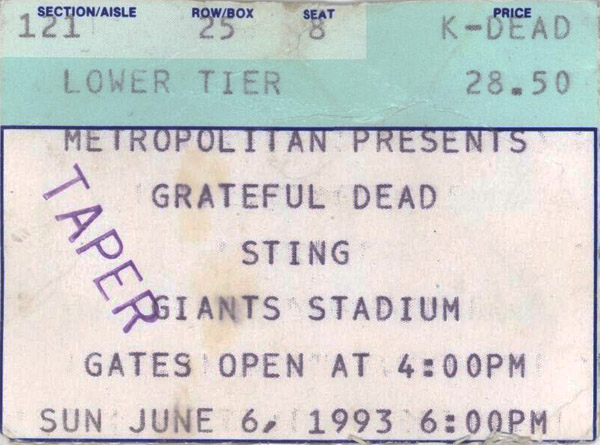 SECTION/AISLE ROW/BOX SEAT PRICE
121 25 8 K-DEAD
LOWER TIER 28.50
METROPOLITAN PRESENTS
GRATEFUL DEAD
STING
GIANTS STADIUM
GATES OPEN AT 4:00PM
SUN JUNE 6, 1993 6:00PM
TAPER